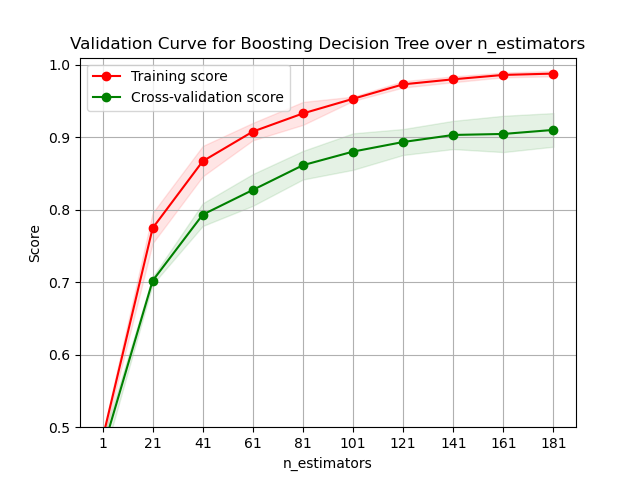 Validation Curve for Boosting Decision Tree over n_estimators
1.0
Training score
Cross-validation score
0.9
0.8
0.7
0.6
0.5
Score
1 21 41 61 81 101 121 141 161 181
n_estimators